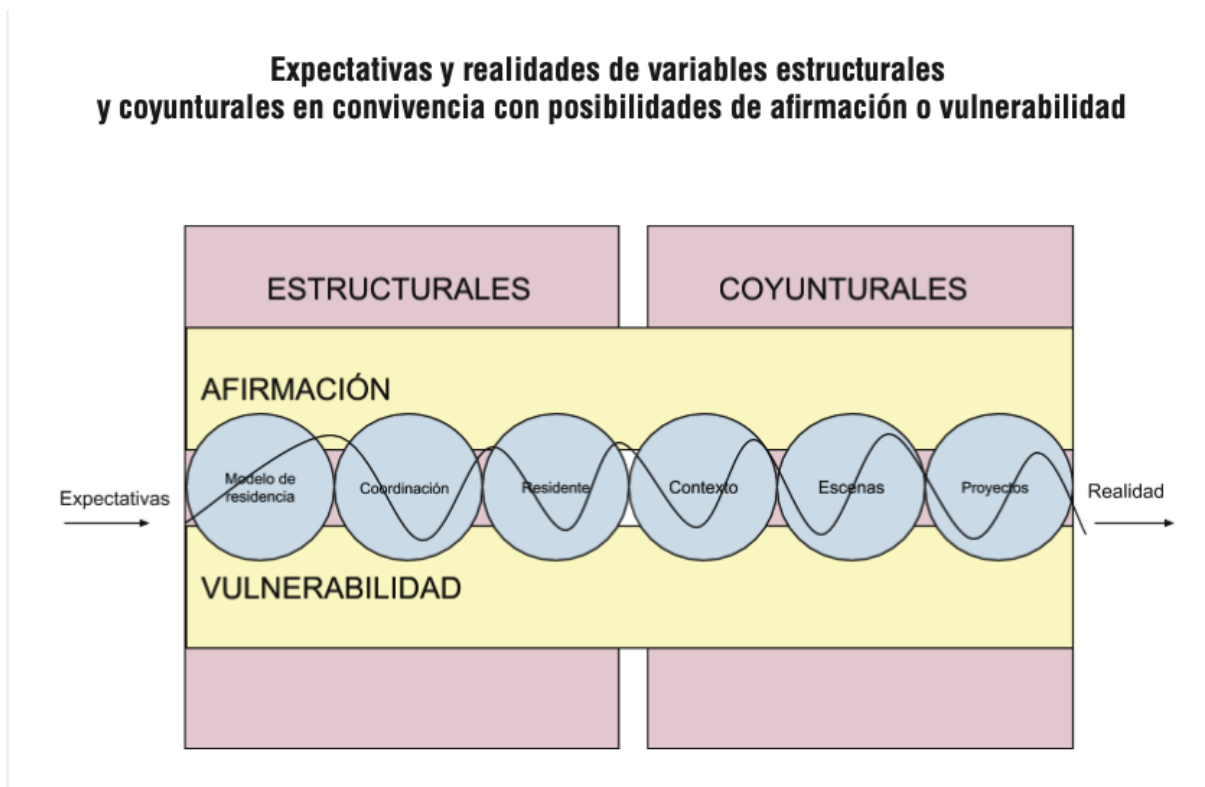 Expectativas y realidades de variables estructurales
y coyunturales en convivencia con posibilidades de afirmación o vulnerabilidad
ESTRUCTURALES
COYUNTURALES
AFIRMACIÓN
Expectativas
Modelo de
residencia
Coordinación
Residente
Contexto
Escenas
Proyectos
Realidad
VULNERABILIDAD